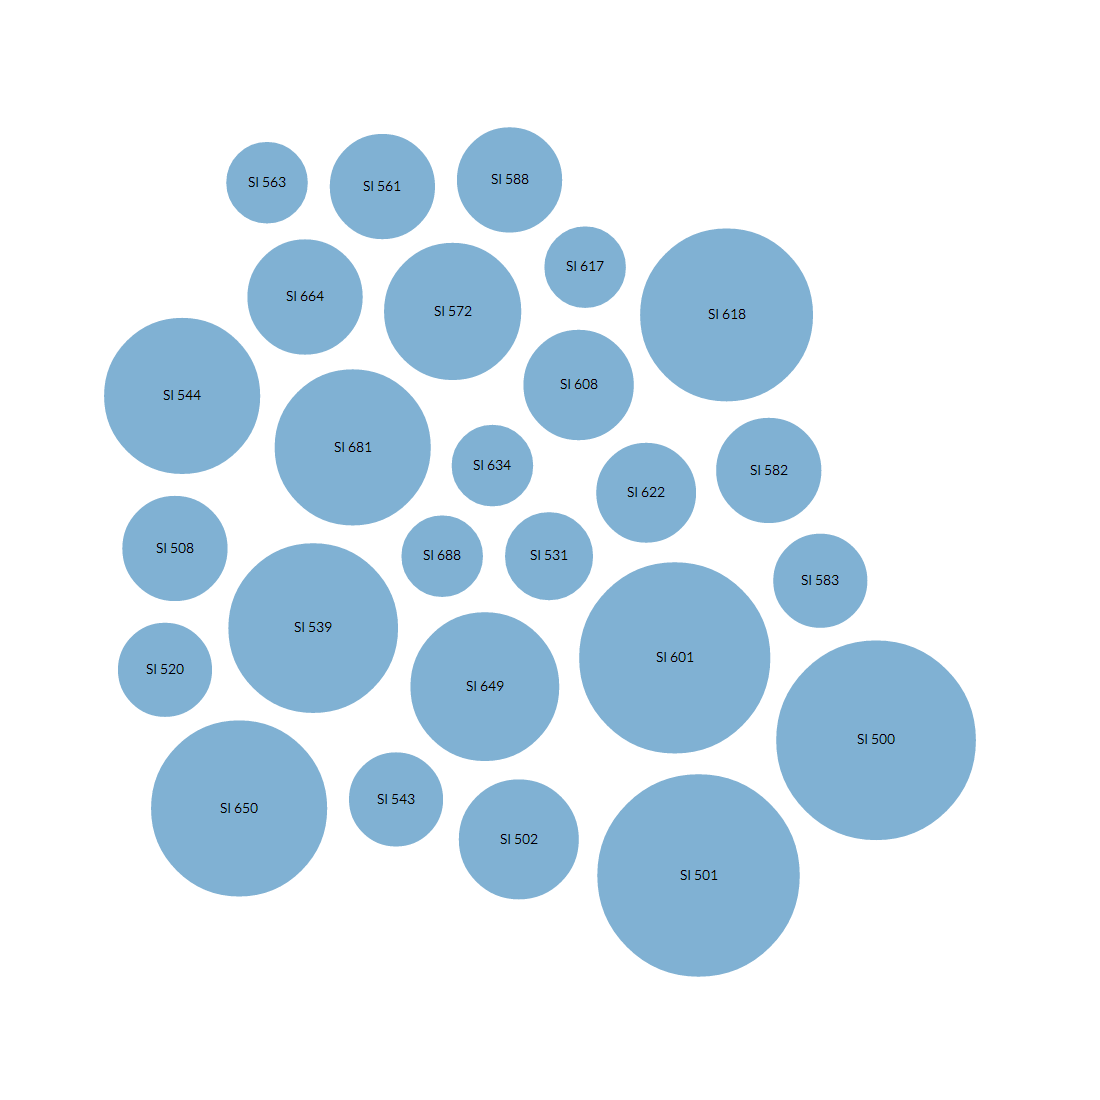 SI 563
SI 561
SI 588
SI 617
SI 664
SI 572
SI 618
SI 608
SI 544
SI 681
SI 634
SI 582
SI 622
SI 508
SI 688
SI 531
SI 583
SI 539
SI 601
SI 520
SI 649
SI 500
SI 543
SI 650
SI 502
SI 501